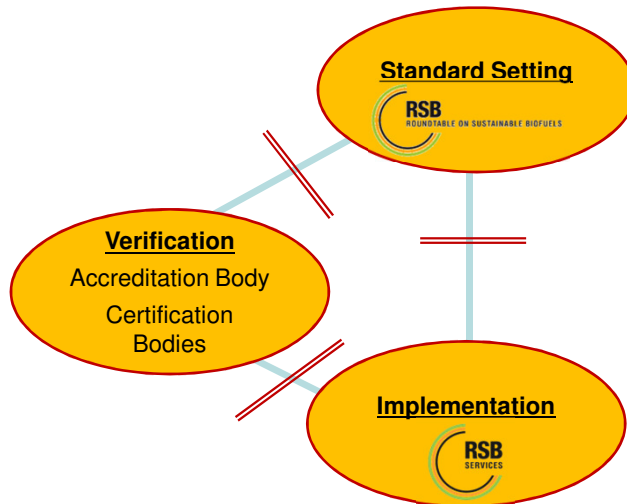 Standard Setting
RSB
ROUNDTABLE ON SUSTAINABLE BIOFUELS
Verification
Accreditation Body
Certification
Bodies
Implementation
RSB
SERVICES